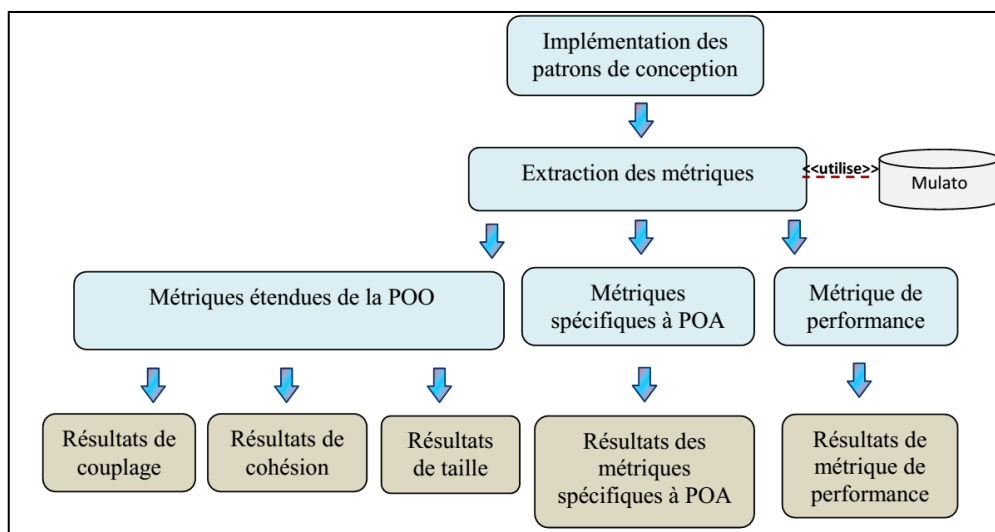 Implémentation des
patrons de conception
Extraction des métriques
<<utilise>>
Mulato
Métriques étendues de la POO
Métriques
spécifiques à POA
Métrique de
performance
Résultats de
couplage
Résultats de
cohésion
Résultats
de taille
Résultats des
métriques
spécifiques à POA
Résultats de
métrique de
performance